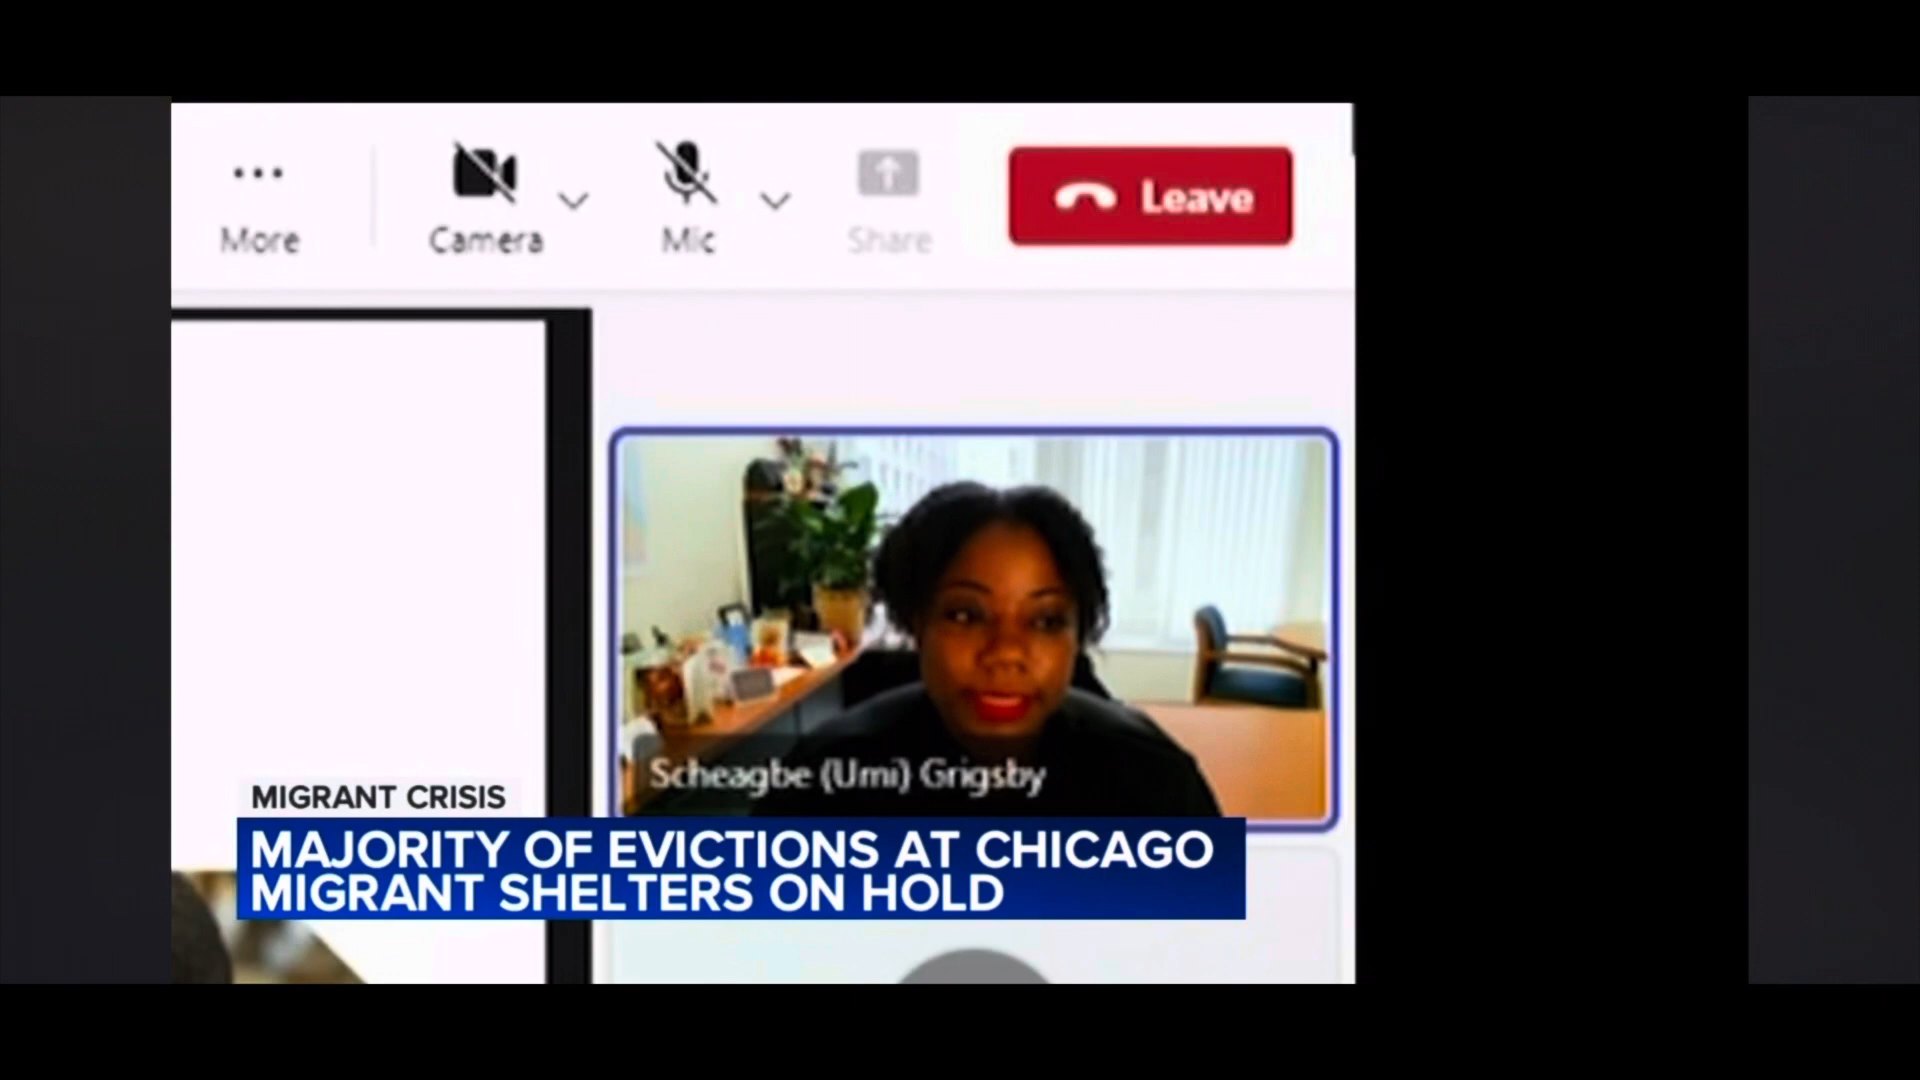 More
Camera
Mic
Share
Leave
Scheagbe (Umi) Grigsby
MIGRANT CRISIS
MAJORITY OF EVICTIONS AT CHICAGO
MIGRANT SHELTERS ON HOLD